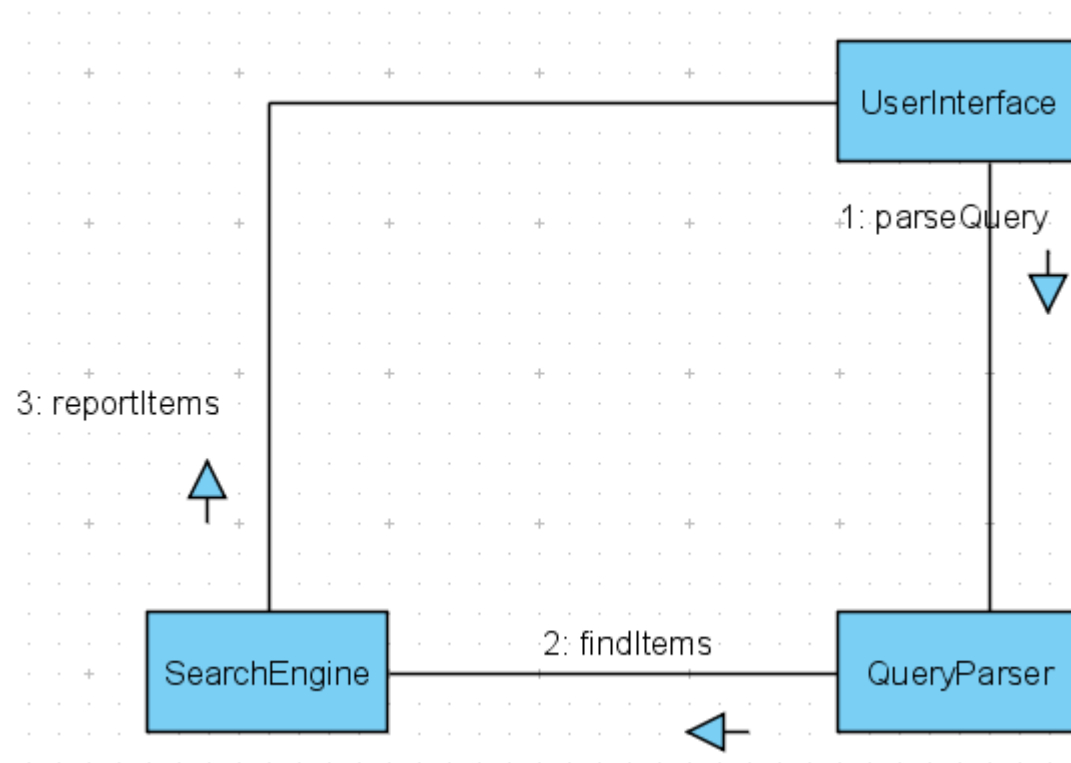 UserInterface
1: parseQuery
3: reportItems
2: findItems
SearchEngine
QueryParser